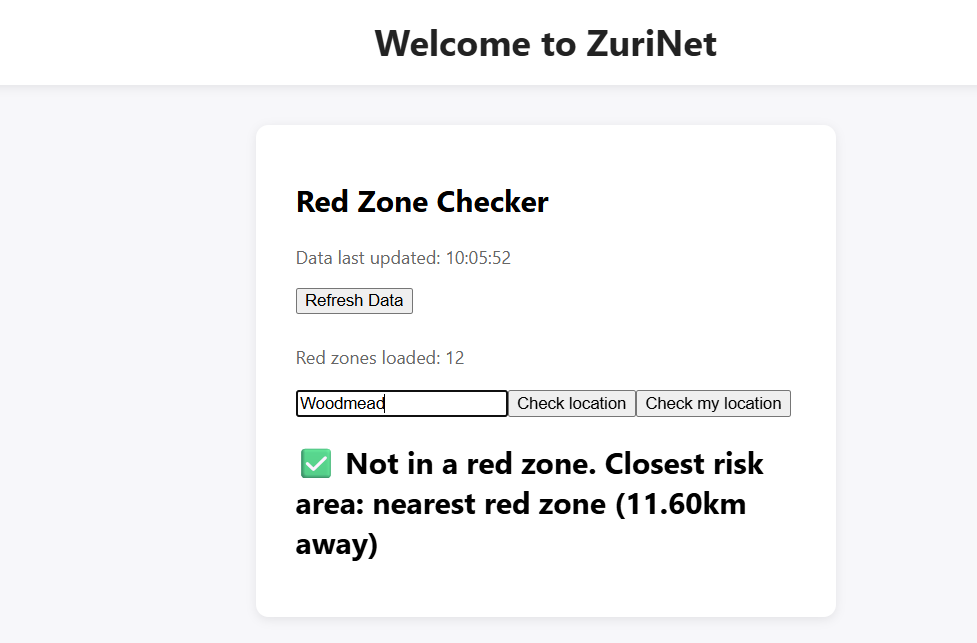 Welcome to ZuriNet
Red Zone Checker
Data last updated: 10:05:52
Refresh Data
Red zones loaded: 12
Woodmead Check location Check my location
✅ Not in a red zone. Closest risk
area: nearest red zone (11.60km
away)